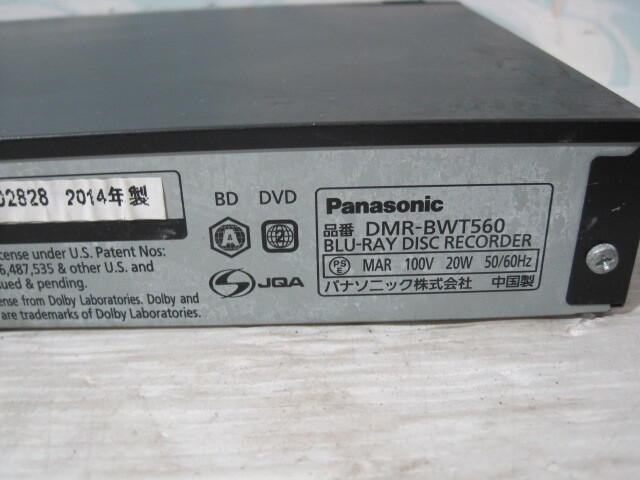 02828 2014年製
BD DVD
A 2
JQA
Panasonic
品番 DMR-BWT560
BLU-RAY DISC RECORDER
PSE MAR 100V 20W 50/60Hz
パナソニック株式会社 中国製
cense under U.S. Patent Nos:
6,487,535 & other U.S. and
sued & pending.
ense from Dolby Laboratories. Dolby and
are trademarks of Dolby Laboratories.